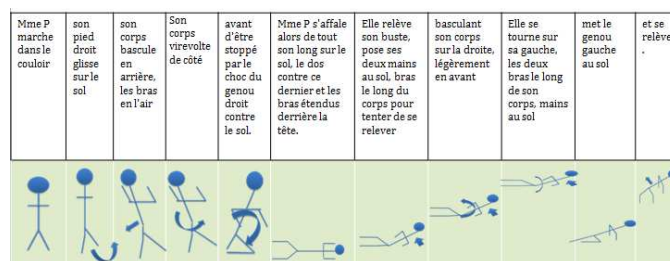 Mme P
marche
dans le
couloir
son
pied
droit
glisse
sur le
sol
son
corps
bascule
en
arrière,
les bras
en l'air
Son
corps
virevolte
de côté
avant
d'être
stoppé
par le
choc du
genou
droit
contre
le sol.
Mme P s'affale
alors de tout
son long sur le
sol, le dos
contre ce
dernier et les
bras étendus
derrière la
tête.
Elle relève
son buste,
pose ses
deux mains
au sol, bras
le long du
corps pour
tenter de se
relever
basculant
son corps
sur la droite,
légèrement
en avant
Elle se
tourne sur
sa gauche,
les deux
bras le long
de son
corps, mains
au sol
met le
genou
gauche
au sol
et se
relève
.